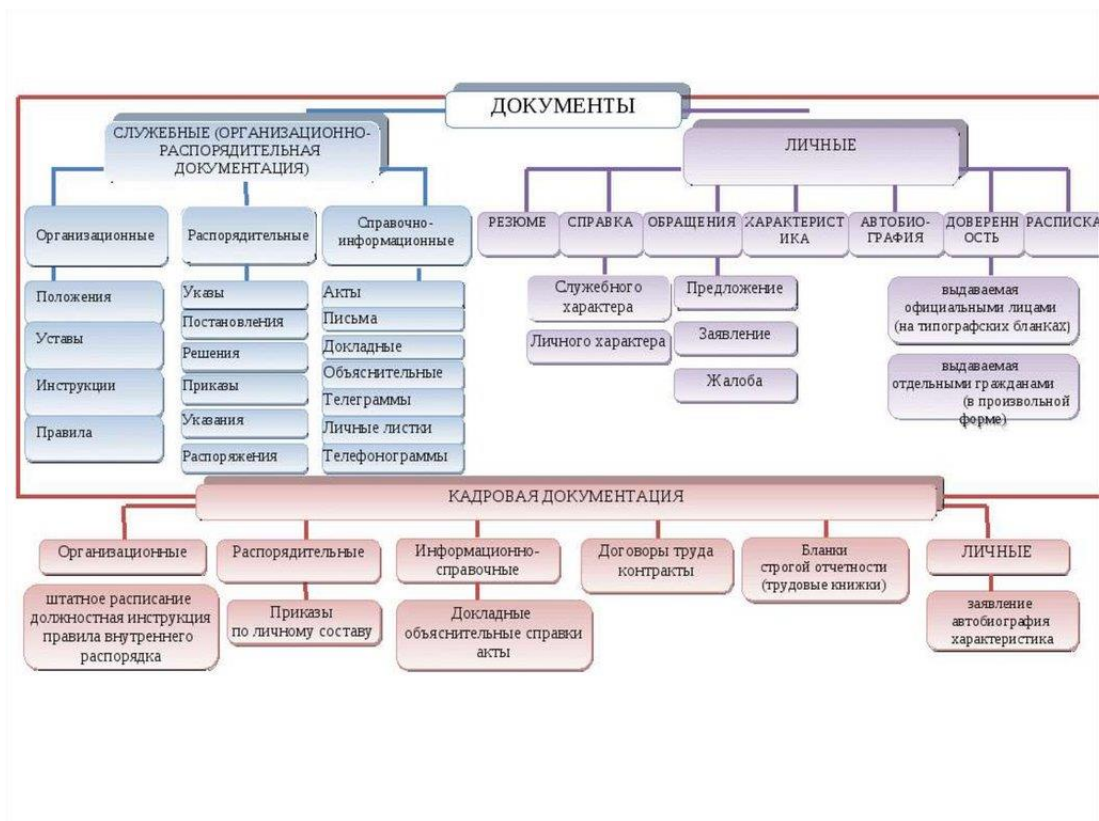 ДОКУМЕНТЫ
СЛУЖЕБНЫЕ (ОРГАНИЗАЦИОННО-
РАСПОРЯДИТЕЛЬНАЯ
ДОКУМЕНТАЦИЯ)
ЛИЧНЫЕ
Организационные
Распорядительные
Справочно-
информационные
Положения
Уставы
Инструкции
Правила
Указы
Постановления
Решения
Приказы
Указания
Распоряжения
Акты
Письма
Докладные
Объяснительные
Телеграммы
Личные листки
Телефонограммы
РЕЗЮМЕ
СПРАВКА
ОБРАЩЕНИЯ
ХАРАКТЕРИСТ
ИКА
АВТОБИО-
ГРАФИЯ
ДОВЕРЕНН
ОСТЬ
РАСПИСКА
Служебного
характера
Личного характера
Предложение
Заявление
Жалоба
выдаваемая
официальными лицами
(на типографских бланках)
выдаваемая
отдельными гражданами
(в произвольной
форме)
КАДРОВАЯ ДОКУМЕНТАЦИЯ
Организационные
Распорядительные
Информационно-
справочные
Договоры труда
контракты
Бланки
строгой отчетности
(трудовые книжки)
ЛИЧНЫЕ
штатное расписание
должностная инструкция
правила внутреннего
распорядка
Приказы
по личному составу
Докладные
объяснительные справки
акты
заявление
автобиография
характеристика